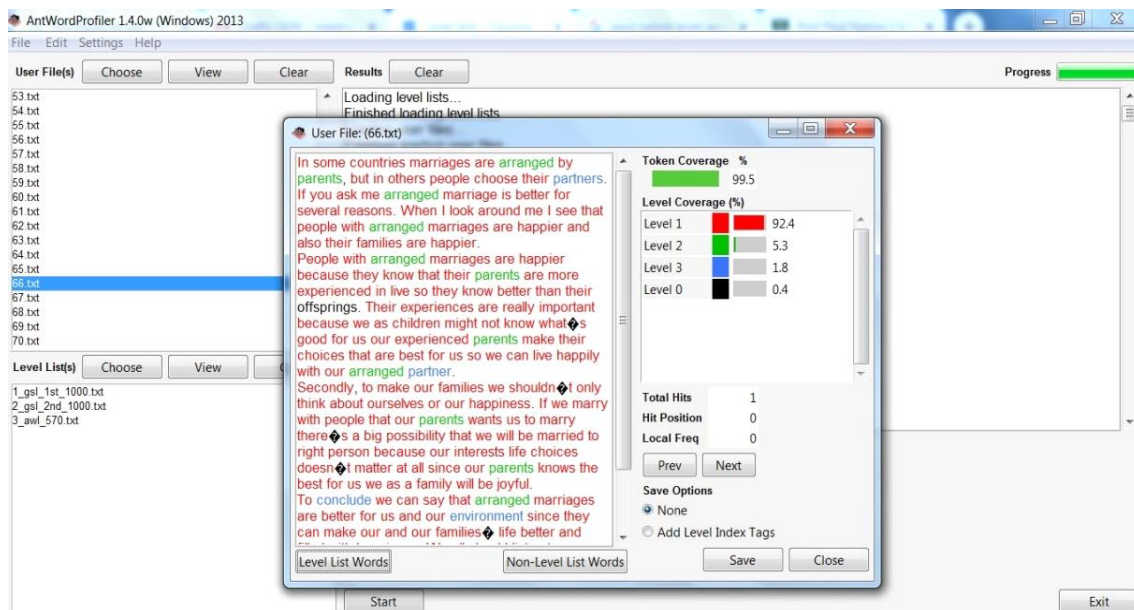 AntWordProfiler 1.4.0w (Windows) 2013
File Edit Settings Help
User File(s) Choose View Clear Results Clear Progress
53.txt
54.txt
55.txt
56.txt
57.txt
58.txt
59.txt
60.txt
61.txt
62.txt
63.txt
64.txt
65.txt
66.txt
67.txt
68.txt
69.txt
70.txt
Level List(s) Choose View
1_gsl_1st_1000.txt
2_gsl_2nd_1000.txt
3_awl_570.txt
Loading level lists...
Finished loading level lists
User File: (66.txt)
In some countries marriages are arranged by
parents, but in others people choose their partners.
If you ask me arranged marriage is better for
several reasons. When I look around me I see that
people with arranged marriages are happier and
also their families are happier.
People with arranged marriages are happier
because they know that their parents are more
experienced in live so they know better than their
offsprings. Their experiences are really important
because we as children might not know what�s
good for us our experienced parents make their
choices that are best for us so we can live happily
with our arranged partner.
Secondly, to make our families we shouldn�t only
think about ourselves or our happiness. If we marry
with people that our parents wants us to marry
there�s a big possibility that we will be married to
right person because our interests life choices
doesn�t matter at all since our parents knows the
best for us we as a family will be joyful.
To conclude we can say that arranged marriages
are better for us and our environment since they
can make our and our families� life better and
Level List Words Non-Level List Words
Token Coverage %
99.5
Level Coverage (%)
Level 1 92.4
Level 2 5.3
Level 3 1.8
Level 0 0.4
Total Hits 1
Hit Position 0
Local Freq 0
Prev Next
Save Options
None
Add Level Index Tags
Save Close
Start Exit